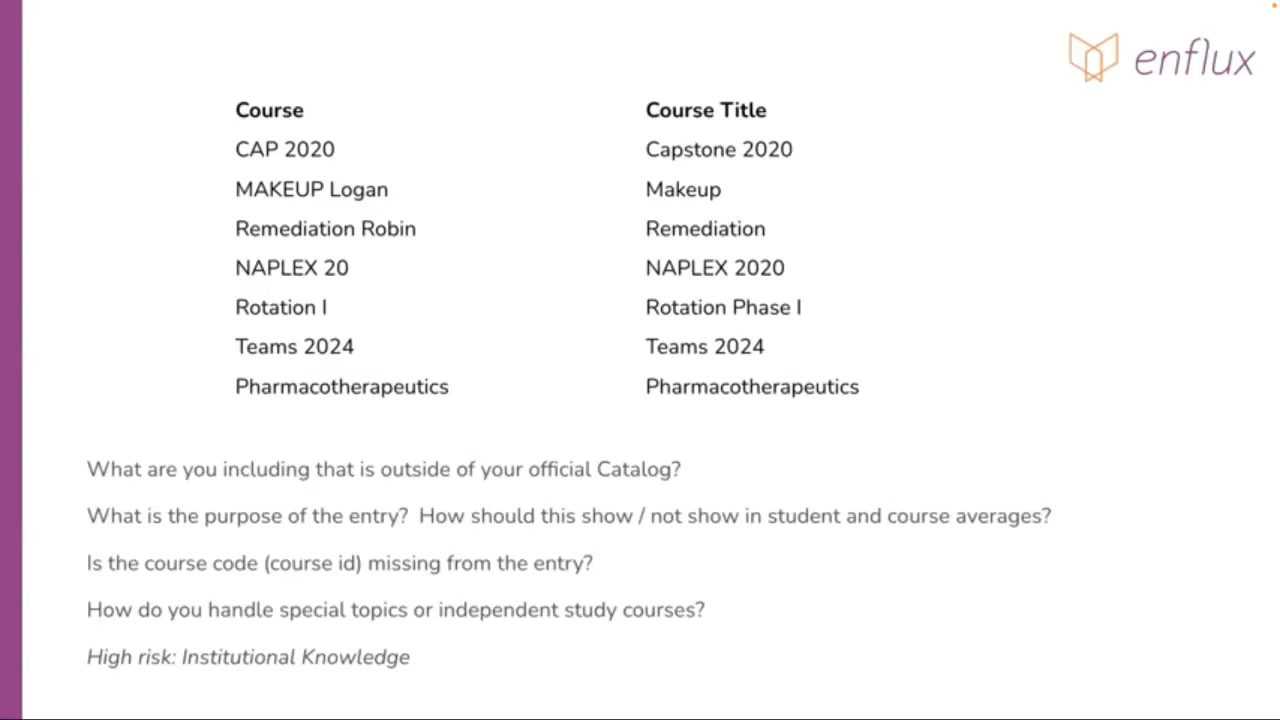 enflux
Course Course Title
CAP 2020 Capstone 2020
MAKEUP Logan Makeup
Remediation Robin Remediation
NAPLEX 20 NAPLEX 2020
Rotation I Rotation Phase I
Teams 2024 Teams 2024
Pharmacotherapeutics Pharmacotherapeutics
What are you including that is outside of your official Catalog?
What is the purpose of the entry?  How should this show / not show in student and course averages?
Is the course code (course id) missing from the entry?
How do you handle special topics or independent study courses?
High risk: Institutional Knowledge